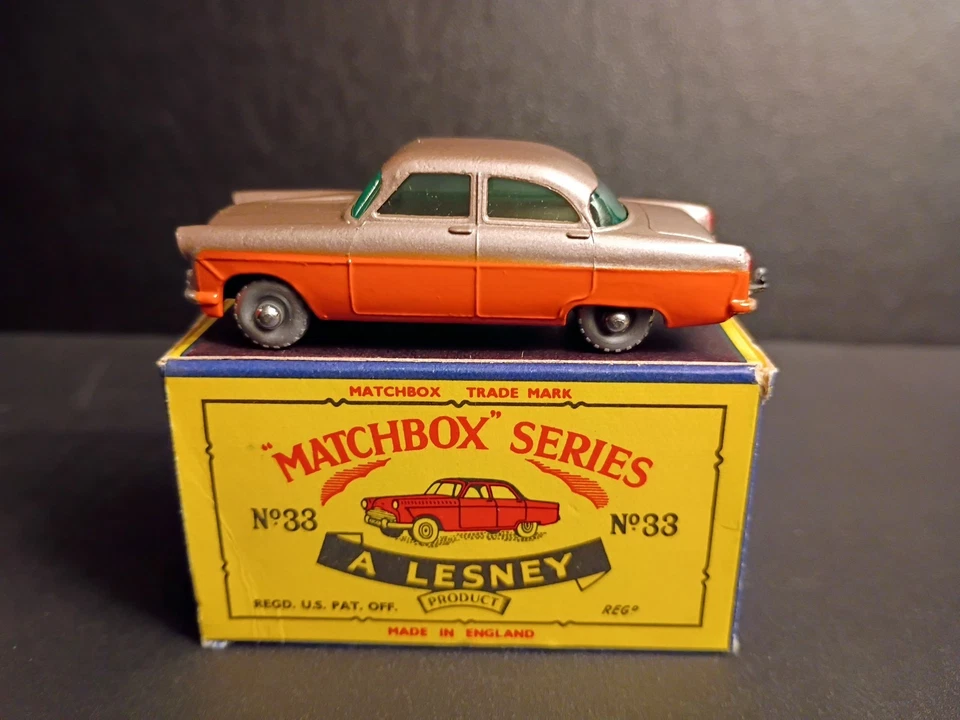 MATCHBOX TRADE MARK
"MATCHBOX" SERIES
Nº33 Nº33
A LESNEY
PRODUCT
REGD. U.S. PAT. OFF. REGD
MADE IN ENGLAND